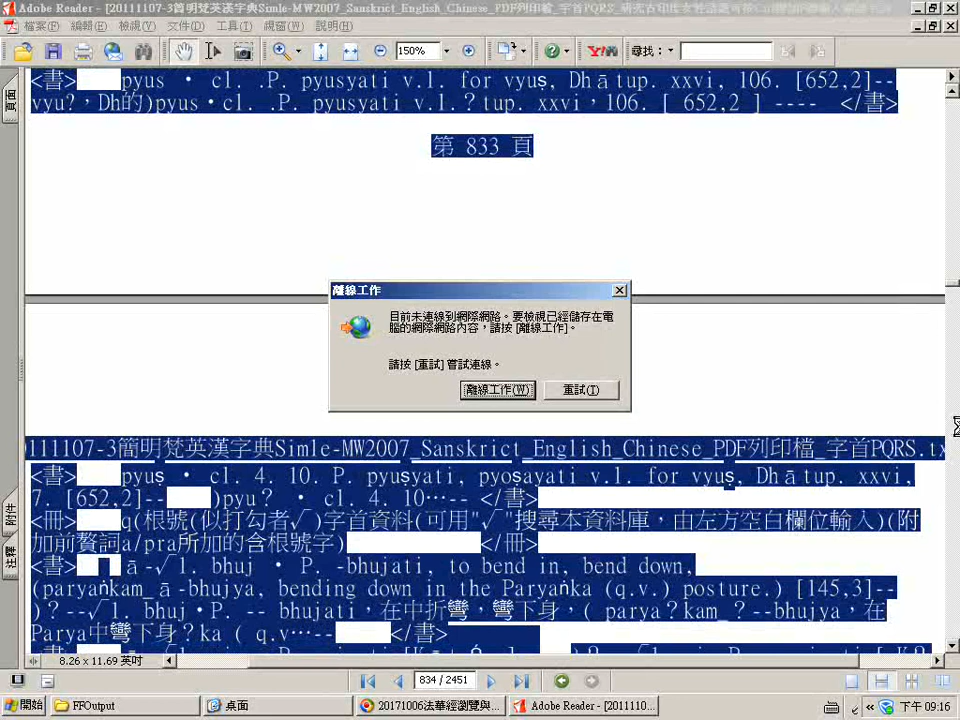 Adobe Reader - [20111107-3簡明梵英漢字典Simle-MW2007_Sanskrict_English_Chinese_PDF列印檔_字首PQRS_
檔案(F) 編輯(E) 檢視(V) 文件(D) 工具(T) 視窗(W) 說明(H)
150% 尋找：
頁面
<書> pyus • cl. .P. pyusyati v.l. for vyuṣ, Dhātup. xxvi, 106. [652,2]--
vyu?，Dh的)pyus•cl. .P. pyusyati v.l.？tup. xxvi，106. [ 652,2 ] ---- </書>
第 833 頁
離線工作
目前未連線到網際網路。要檢視已經儲存在電
腦的網際網路內容，請按 [離線工作]。
請按 [重試] 嘗試連線。
離線工作(W) 重試(T)
111107-3簡明梵英漢字典Simle-MW2007_Sanskrict_English_Chinese_PDF列印檔_字首PQRS.tx
<書> pyuṣ • cl. 4. 10. P. pyuṣyati, pyoṣayati v.l. for vyuṣ, Dhātup. xxvi,
7. [652,2]-- )pyu？ • cl. 4. 10…-- </書>
<冊> q(根號(似打勾者√)字首資料(可用"√"搜尋本資料庫，由左方空白欄位輸入)(附
加前贅詞a/pra所加的含根號字) </冊>
<書> ā-√1. bhuj • P. -bhujati, to bend in, bend down,
(paryaṅkam_ā-bhujya, bending down in the Paryaṅka (q.v.) posture.) [145,3]--
)？--√1. bhuj•P. -- bhujati，在中折彎，彎下身，( parya？kam_？--bhujya，在
Parya中彎下身？ka ( q.v…-- </書>
附件
注釋
8.26 x 11.69 英吋
834 / 2451
開始 FFOutput 桌面 20171006法華經瀏覽與... Adobe Reader - [2011110... 下午 09:16